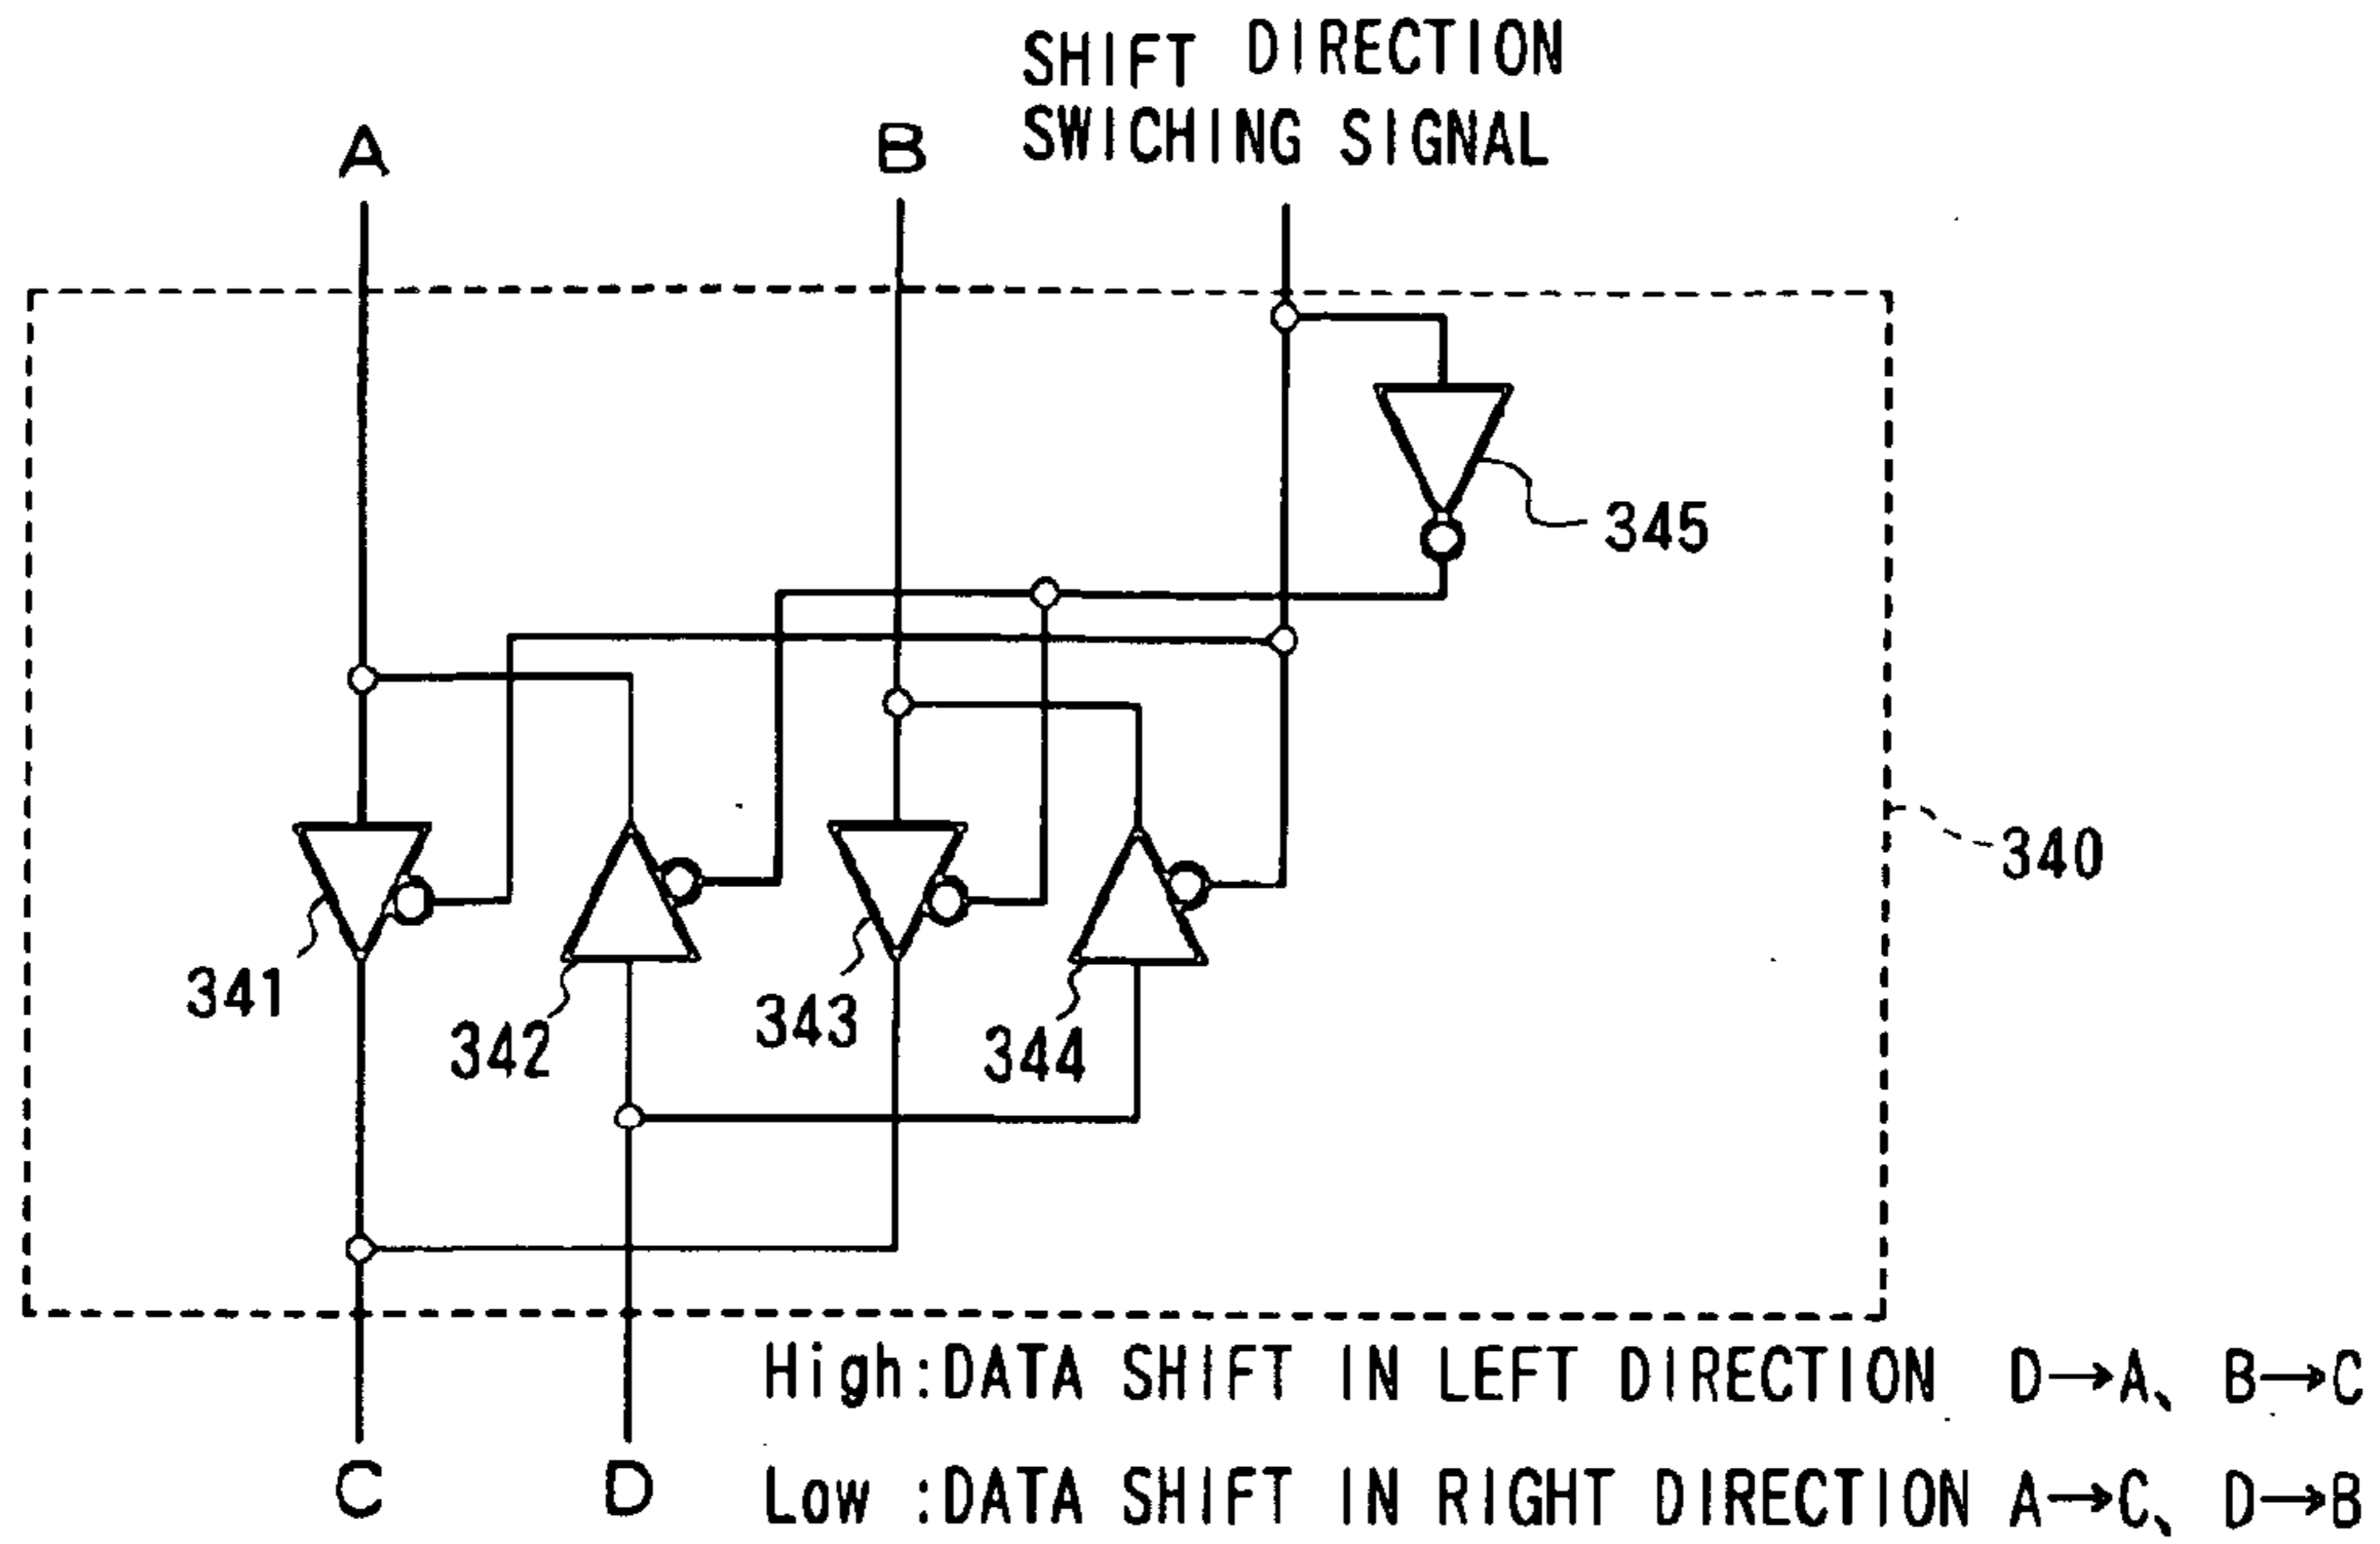 SHIFT DIRECTION
SWICHING SIGNAL
A
B
345
340
341
342
343
344
High:DATA SHIFT IN LEFT DIRECTION D→A、 B→C
Low :DATA SHIFT IN RIGHT DIRECTION A→C、 D→B
C
D